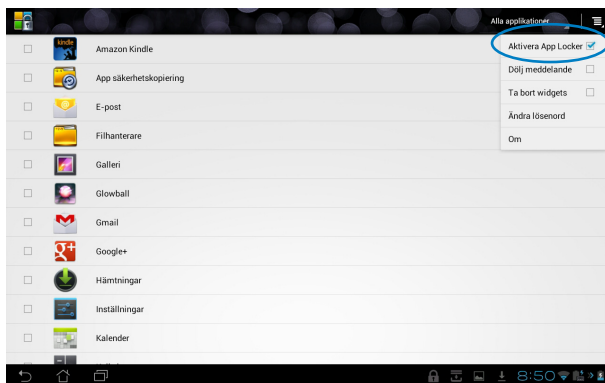 Alla applikationer
Aktivera App Locker
Dölj meddelande
Ta bort widgets
Ändra lösenord
Om
kindle
Amazon Kindle
App säkerhetskopiering
E-post
Filhanterare
Galleri
Glowball
Gmail
Google+
Hämtningar
Inställningar
Kalender
8:50